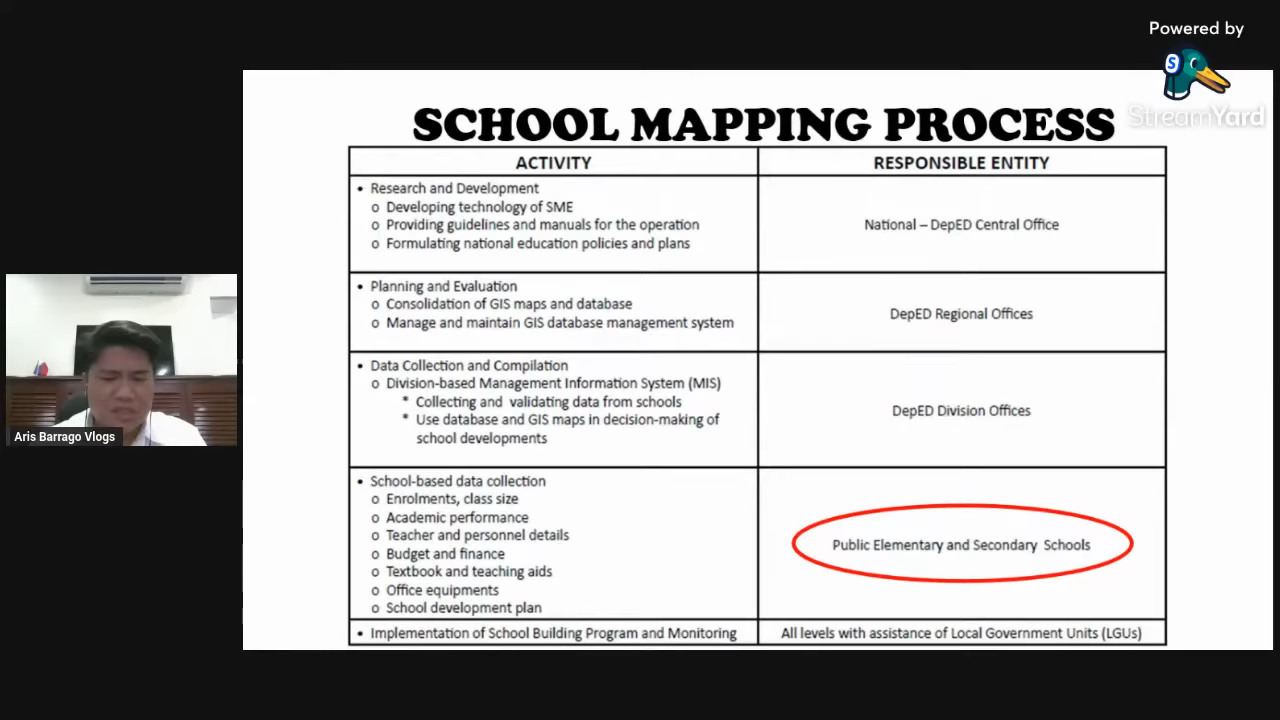 Powered by
S
StreamYard
SCHOOL MAPPING PROCESS
ACTIVITY
RESPONSIBLE ENTITY
• Research and Development
o Developing technology of SME
o Providing guidelines and manuals for the operation
o Formulating national education policies and plans
National – DepED Central Office
• Planning and Evaluation
o Consolidation of GIS maps and database
o Manage and maintain GIS database management system
DepED Regional Offices
• Data Collection and Compilation
o Division-based Management Information System (MIS)
* Collecting and validating data from schools
* Use database and GIS maps in decision-making of
school developments
DepED Division Offices
• School-based data collection
o Enrolments, class size
o Academic performance
o Teacher and personnel details
o Budget and finance
o Textbook and teaching aids
o Office equipments
o School development plan
Public Elementary and Secondary Schools
• Implementation of School Building Program and Monitoring
All levels with assistance of Local Government Units (LGUs)
Aris Barrago Vlogs